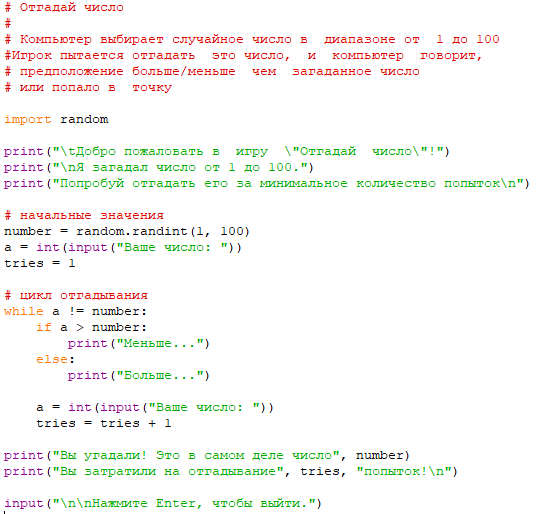 # Отгадай число
#
# Компьютер выбирает случайное число в  диапазоне от  1 до 100
#Игрок пытается отгадать  это число,  и  компьютер  говорит,
# предположение больше/меньше  чем  загаданное число
# или попало в  точку

import random

print("\tДобро пожаловать в  игру  \"Отгадай  число\"!")
print("\nЯ загадал число от 1 до 100.")
print("Попробуй отгадать его за минимальное количество попыток\n")

# начальные значения
number = random.randint(1, 100)
a = int(input("Ваше число: "))
tries = 1

# цикл отгадывания
while a != number:
    if a > number:
        print("Меньше...")
    else:
        print("Больше...")

    a = int(input("Ваше число: "))
    tries = tries + 1

print("Вы угадали! Это в самом деле число", number)
print("Вы затратили на отгадывание", tries, "попыток!\n")

input("\n\nНажмите Enter, чтобы выйти.")